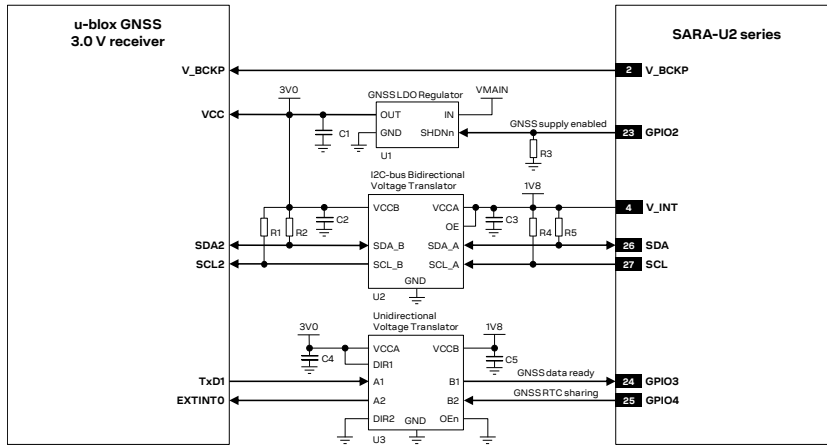 u-blox GNSS
3.0 V receiver
SARA-U2 series
V_BCKP
2 V_BCKP
3V0
GNSS LDO Regulator
VMAIN
VCC
OUT IN
C1
GND SHDNn
GNSS supply enabled
23 GPIO2
U1
R3
I2C-bus Bidirectional
Voltage Translator
1V8
VCCB VCCA
4 V_INT
C2
C3
OE
R1 R2
R4 R5
SDA2
SDA_B SDA_A
26 SDA
SCL2
SCL_B SCL_A
27 SCL
GND
U2
Unidirectional
Voltage Translator
3V0
1V8
VCCA VCCB
C4
C5
DIR1
GNSS data ready
TxD1
A1 B1
24 GPIO3
GNSS RTC sharing
EXTINT0
A2 B2
25 GPIO4
DIR2 GND OEn
U3